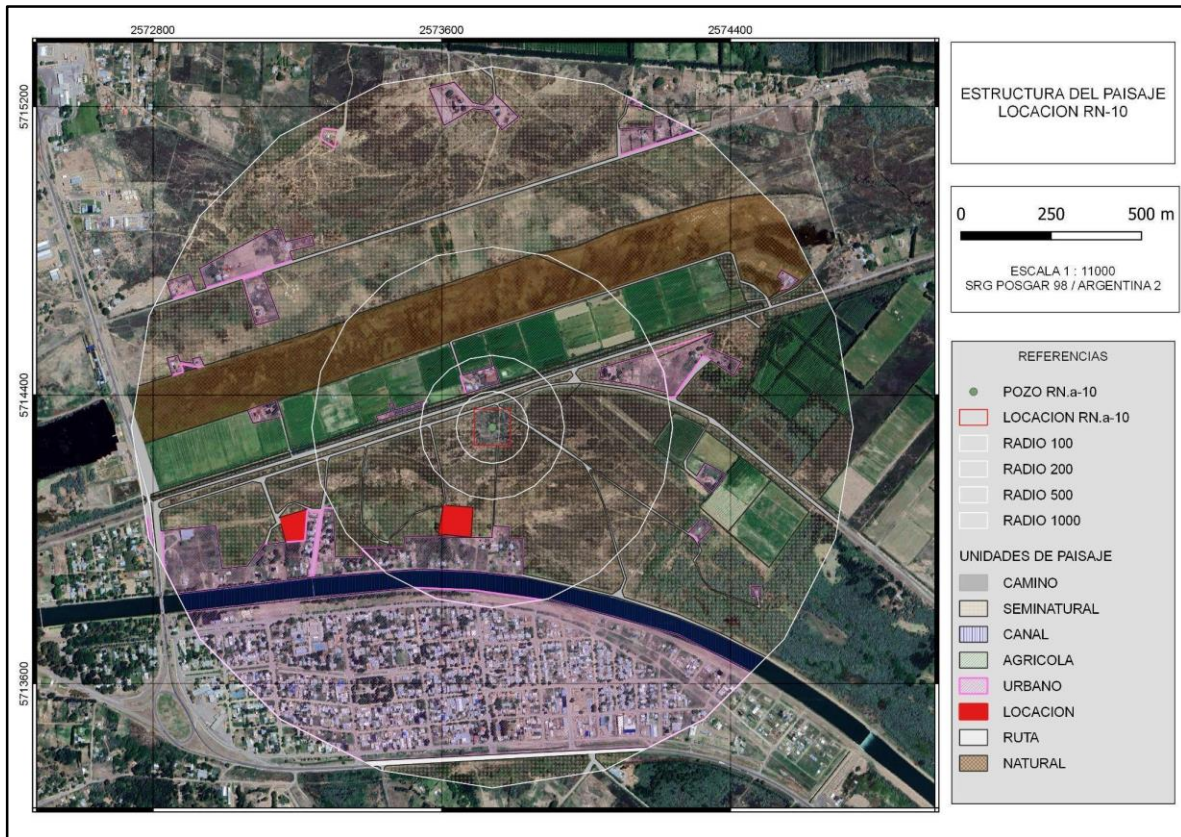 2572800
2573600
2574400
5715200
5714400
5713600
ESTRUCTURA DEL PAISAJE
LOCACION RN-10
0 250 500 m
ESCALA 1 : 11000
SRG POSGAR 98 / ARGENTINA 2
REFERENCIAS
POZO RN.a-10
LOCACION RN.a-10
RADIO 100
RADIO 200
RADIO 500
RADIO 1000
UNIDADES DE PAISAJE
CAMINO
SEMINATURAL
CANAL
AGRICOLA
URBANO
LOCACION
RUTA
NATURAL